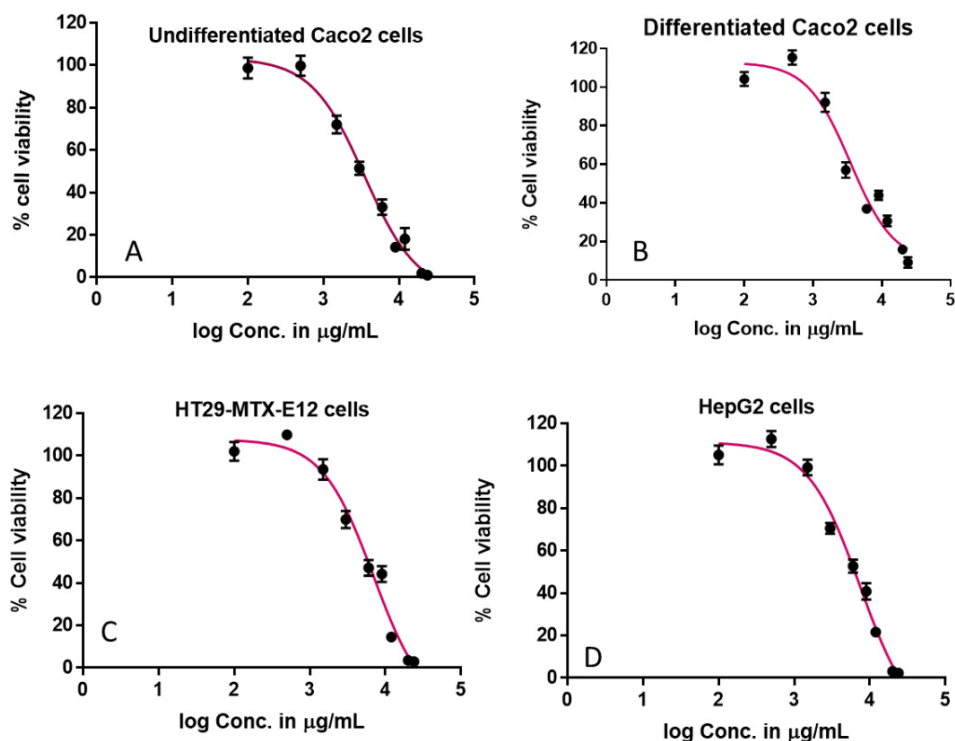 Undifferentiated Caco2 cells
% cell viability
120
100
80
60
40
20
0
A
0 1 2 3 4 5
log Conc. in μg/mL
Differentiated Caco2 cells
% Cell viability
120
100
80
60
40
20
0
B
0 1 2 3 4 5
log Conc. in μg/mL
HT29-MTX-E12 cells
% Cell viability
120
100
80
60
40
20
0
C
0 1 2 3 4 5
log Conc. in μg/mL
HepG2 cells
% Cell viability
120
100
80
60
40
20
0
D
0 1 2 3 4 5
log Conc. in μg/mL